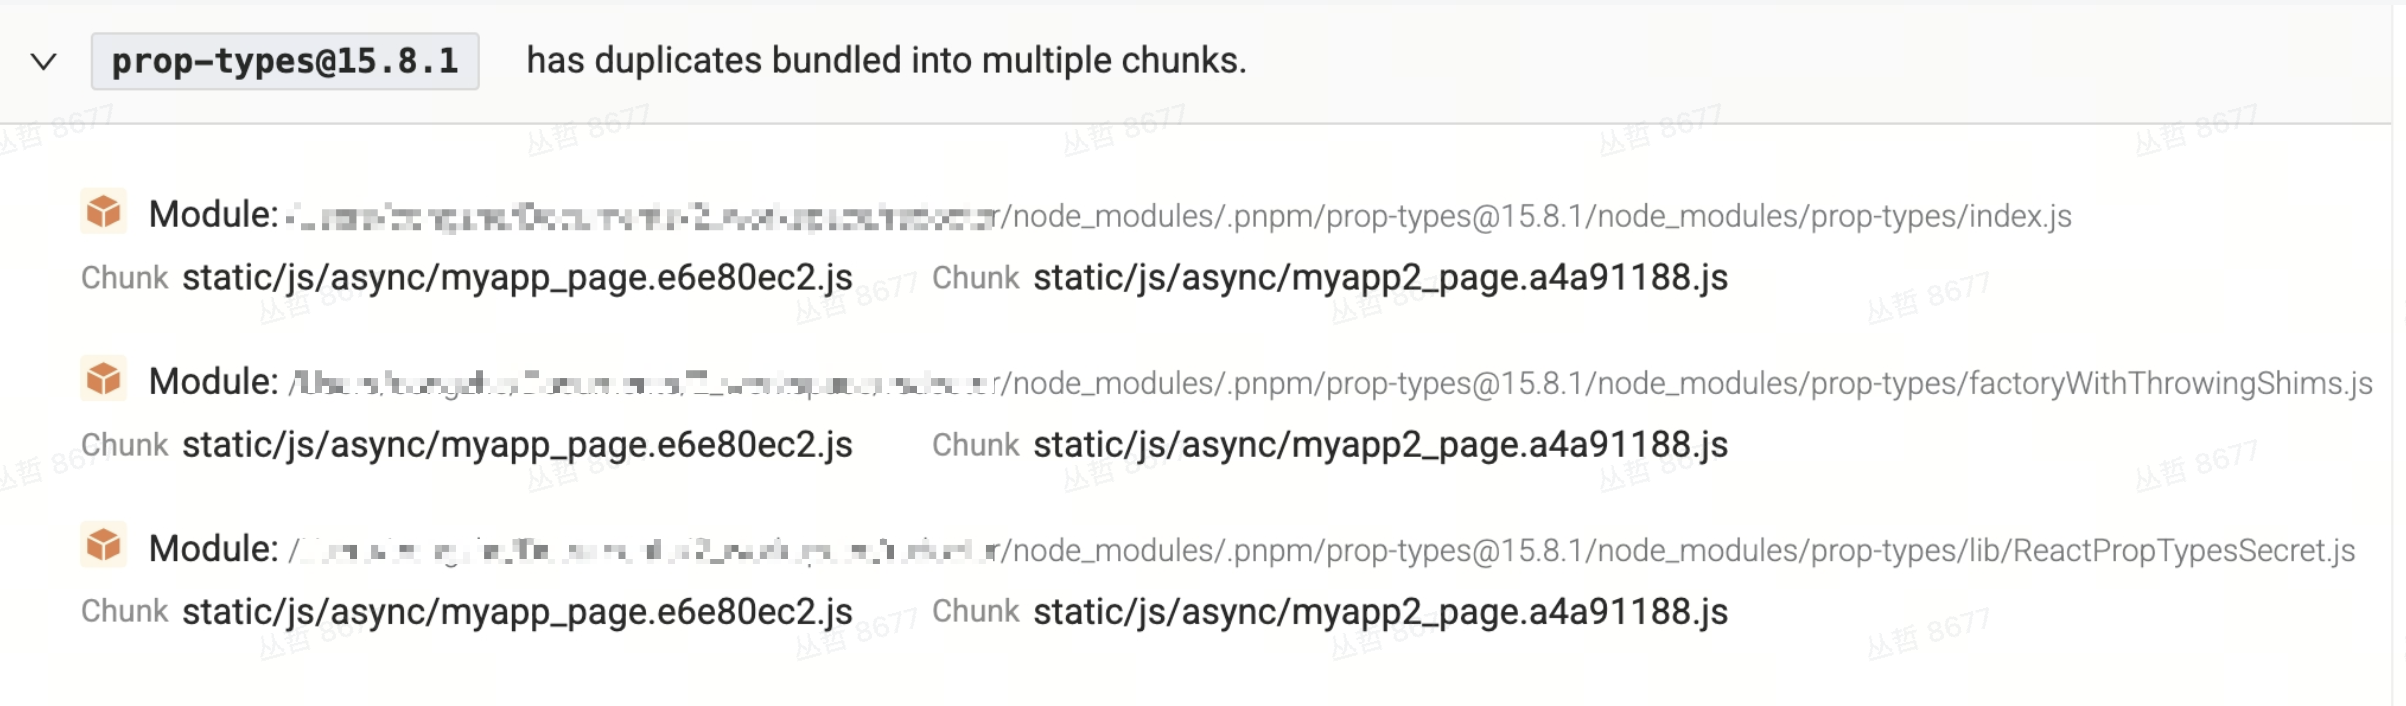 prop-types@15.8.1 has duplicates bundled into multiple chunks.
Module: r/node_modules/.pnpm/prop-types@15.8.1/node_modules/prop-types/index.js
Chunk static/js/async/myapp_page.e6e80ec2.js Chunk static/js/async/myapp2_page.a4a91188.js
Module: /r/node_modules/.pnpm/prop-types@15.8.1/node_modules/prop-types/factoryWithThrowingShims.js
Chunk static/js/async/myapp_page.e6e80ec2.js Chunk static/js/async/myapp2_page.a4a91188.js
Module: /r/node_modules/.pnpm/prop-types@15.8.1/node_modules/prop-types/lib/ReactPropTypesSecret.js
Chunk static/js/async/myapp_page.e6e80ec2.js Chunk static/js/async/myapp2_page.a4a91188.js
丛哲 8677